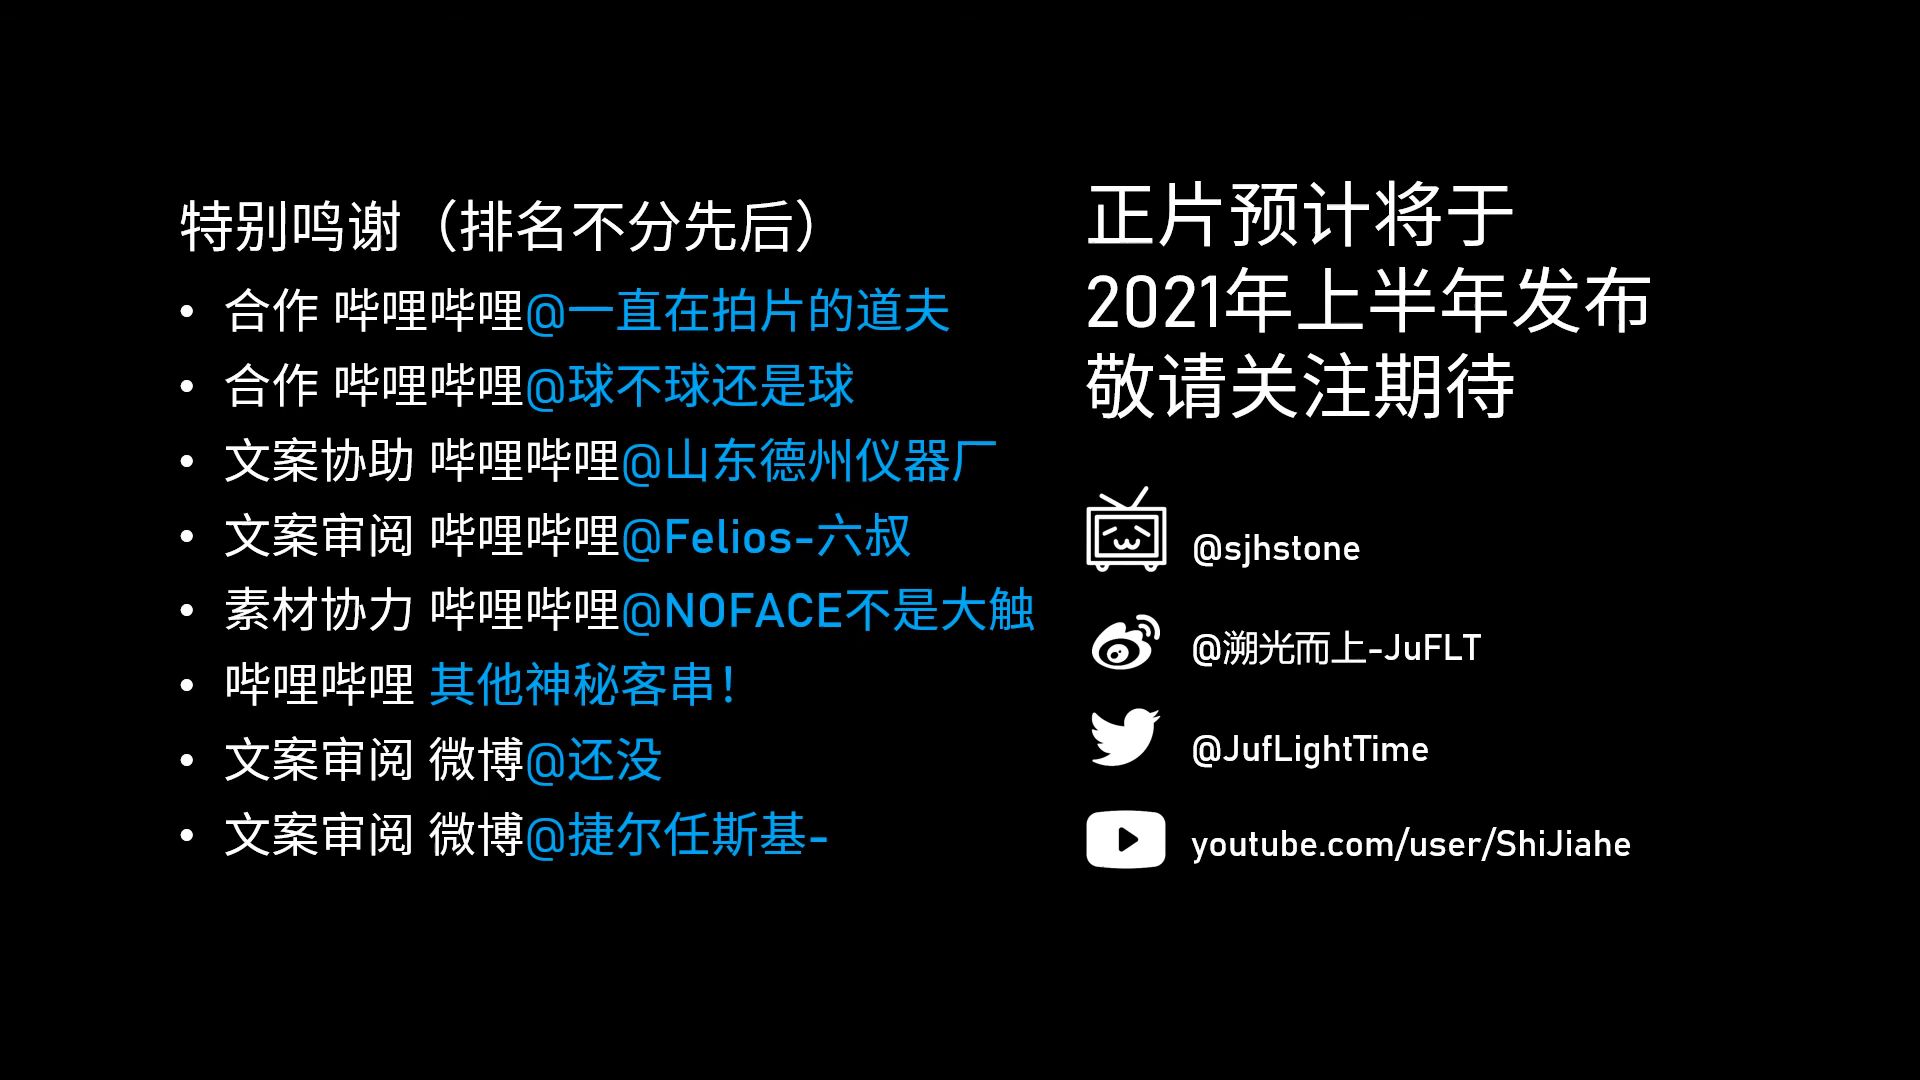 特别鸣谢（排名不分先后）
• 合作 哔哩哔哩@一直在拍片的道夫
• 合作 哔哩哔哩@球不球还是球
• 文案协助 哔哩哔哩@山东德州仪器厂
• 文案审阅 哔哩哔哩@Felios-六叔
• 素材协力 哔哩哔哩@NOFACE不是大触
• 哔哩哔哩 其他神秘客串！
• 文案审阅 微博@还没
• 文案审阅 微博@捷尔任斯基-
正片预计将于
2021年上半年发布
敬请关注期待
@sjhstone
@溯光而上-JuFLT
@JufLightTime
youtube.com/user/ShiJiahe